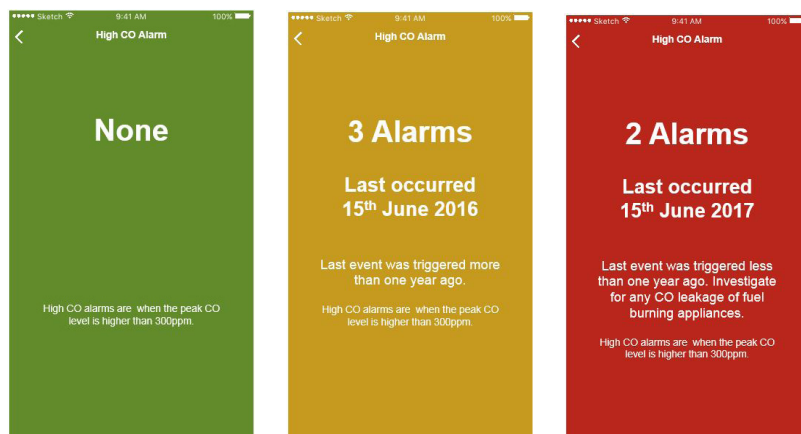 Sketch 9:41 AM 100%
High CO Alarm
None
High CO alarms are when the peak CO
level is higher than 300ppm.
Sketch 9:41 AM 100%
High CO Alarm
3 Alarms
Last occurred
15th June 2016
Last event was triggered more
than one year ago.
High CO alarms are when the peak CO
level is higher than 300ppm.
Sketch 9:41 AM 100%
High CO Alarm
2 Alarms
Last occurred
15th June 2017
Last event was triggered less
than one year ago. Investigate
for any CO leakage of fuel
burning appliances.
High CO alarms are when the peak CO
level is higher than 300ppm.